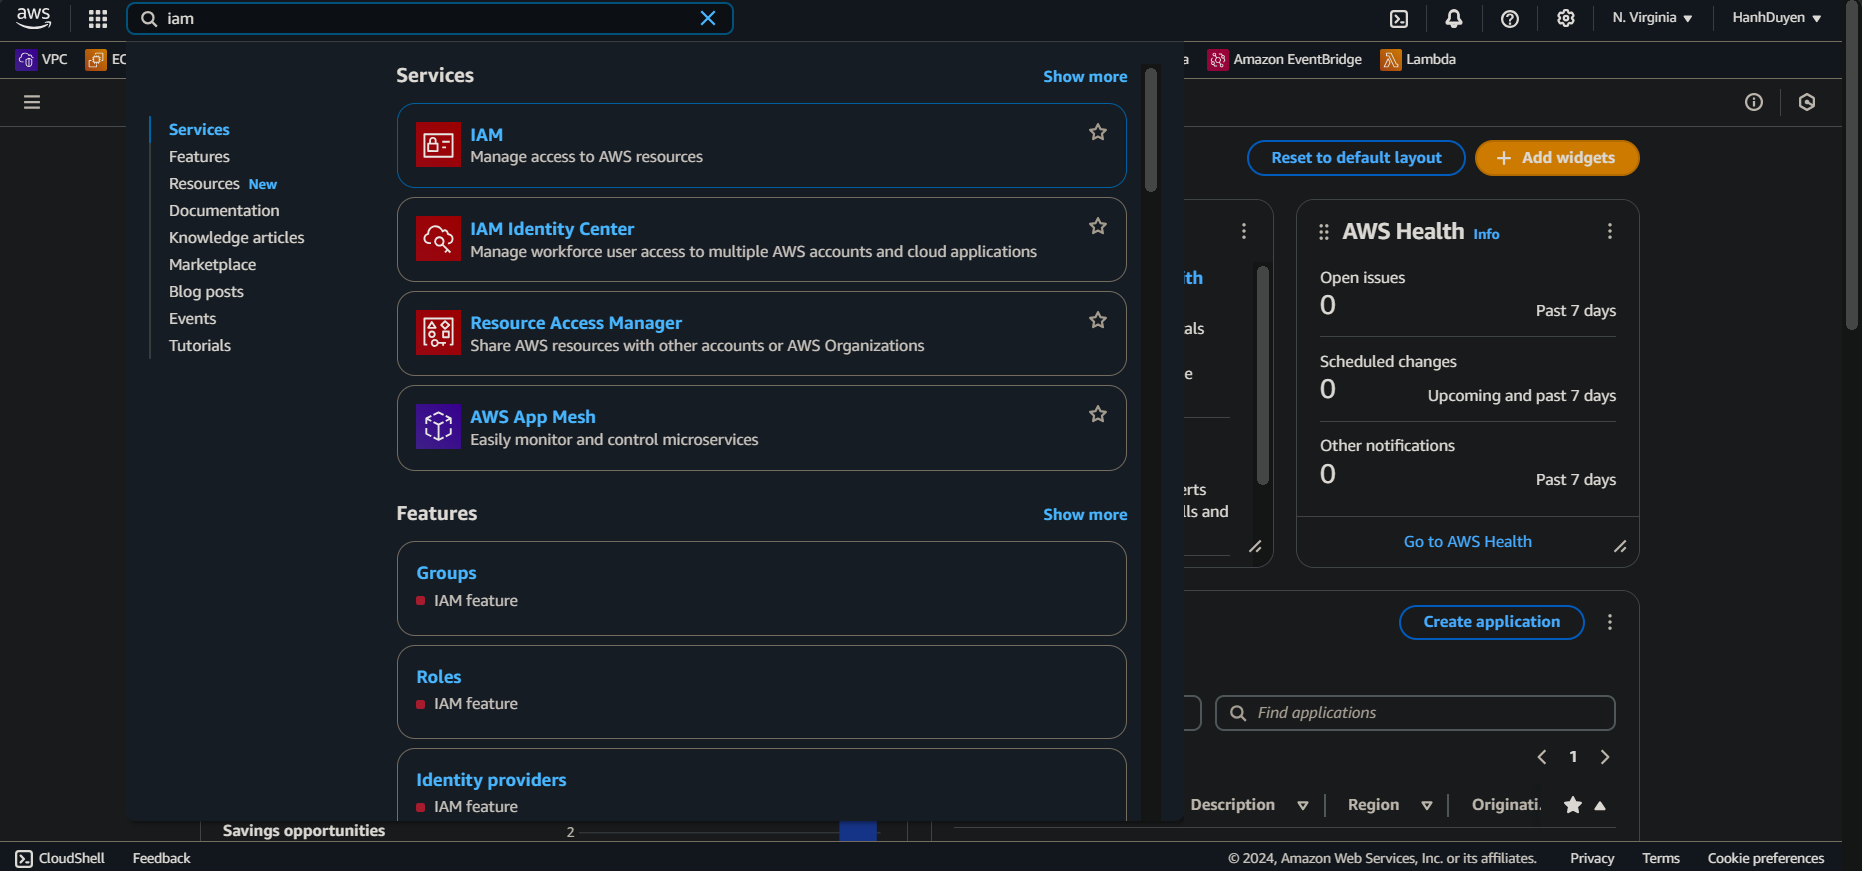 aws
iam
N. Virginia
HanhDuyen
VPC
EC
a
Amazon EventBridge
Lambda
Services
Show more
Services
Features
Resources New
Documentation
Knowledge articles
Marketplace
Blog posts
Events
Tutorials
IAM
Manage access to AWS resources
IAM Identity Center
Manage workforce user access to multiple AWS accounts and cloud applications
Resource Access Manager
Share AWS resources with other accounts or AWS Organizations
AWS App Mesh
Easily monitor and control microservices
Features
Show more
Groups
IAM feature
Roles
IAM feature
Identity providers
IAM feature
Reset to default layout
Add widgets
lth
als
e
erts
lls and
AWS Health Info
Open issues
0
Past 7 days
Scheduled changes
0
Upcoming and past 7 days
Other notifications
0
Past 7 days
Go to AWS Health
Create application
Find applications
1
Description
Region
Originati.
Savings opportunities
2
CloudShell
Feedback
© 2024, Amazon Web Services, Inc. or its affiliates.
Privacy
Terms
Cookie preferences